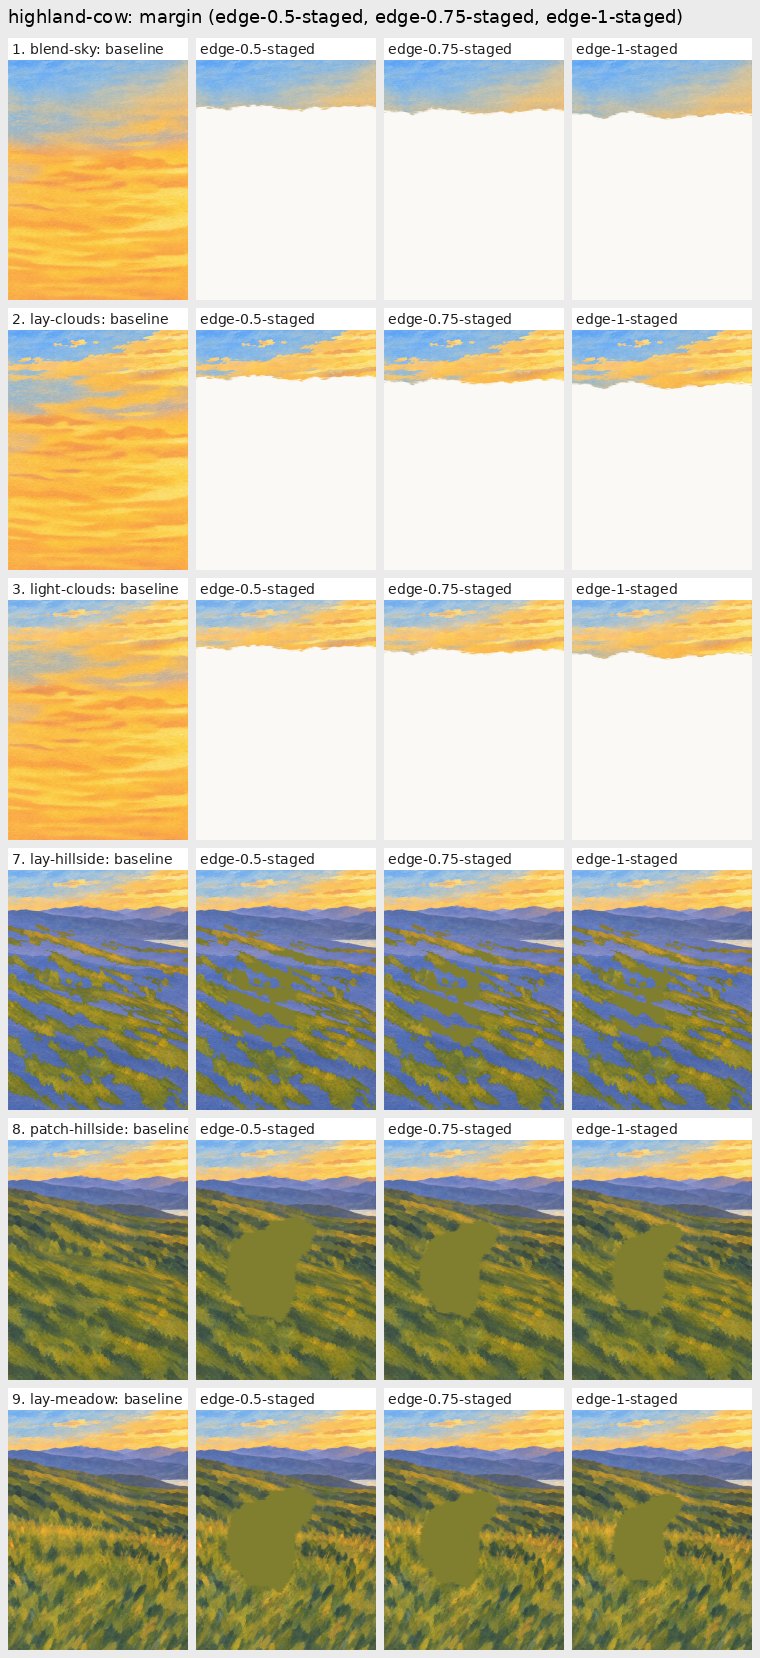 highland-cow: margin (edge-0.5-staged, edge-0.75-staged, edge-1-staged)
1. blend-sky: baseline edge-0.5-staged edge-0.75-staged edge-1-staged
2. lay-clouds: baseline edge-0.5-staged edge-0.75-staged edge-1-staged
3. light-clouds: baseline edge-0.5-staged edge-0.75-staged edge-1-staged
7. lay-hillside: baseline edge-0.5-staged edge-0.75-staged edge-1-staged
8. patch-hillside: baseline edge-0.5-staged edge-0.75-staged edge-1-staged
9. lay-meadow: baseline edge-0.5-staged edge-0.75-staged edge-1-staged